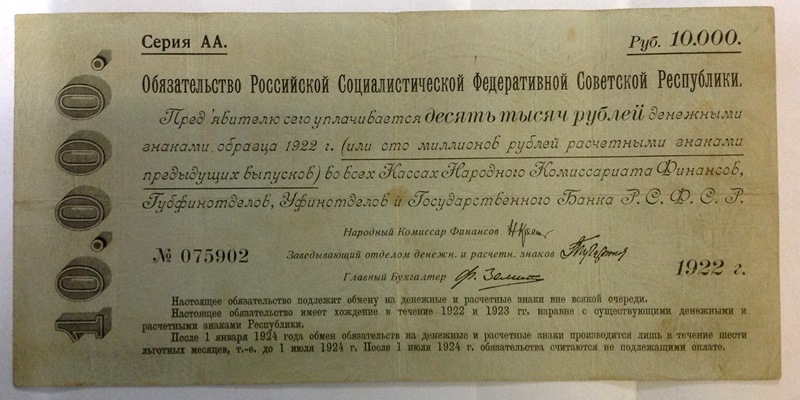 Серия АА.
Руб. 10.000.
10.000.
Обязательство Российской Социалистической Федеративной Советской Республики.
Пред'явителю сего уплачивается десять тысяч рублей денежными
знаками образца 1922 г. (или сто миллионов рублей расчетными знаками
предыдущих выпусков) во всех Кассах Народного Комиссариата Финансов,
Губфинотделов, Уфинотделов и Государственного Банка Р. С. Ф. С. Р.
Народный Комиссар Финансов
№ 075902
Заведывающий отделом денежн. и расчетн. знаков
Главный Бухгалтер
1922 г.
Настоящее обязательство подлежит обмену на денежные и расчетные знаки вне всякой очереди.
Настоящее обязательство имеет хождение в течение 1922 и 1923 гг. наравне с существующими денежными и
расчетными знаками Республики.
После 1 января 1924 года обмен обязательств на денежные и расчетные знаки производится лишь в течение шести
льготных месяцев, т.-е. до 1 июля 1924 г. После 1 июля 1924 г. обязательства считаются не подлежащими оплате.